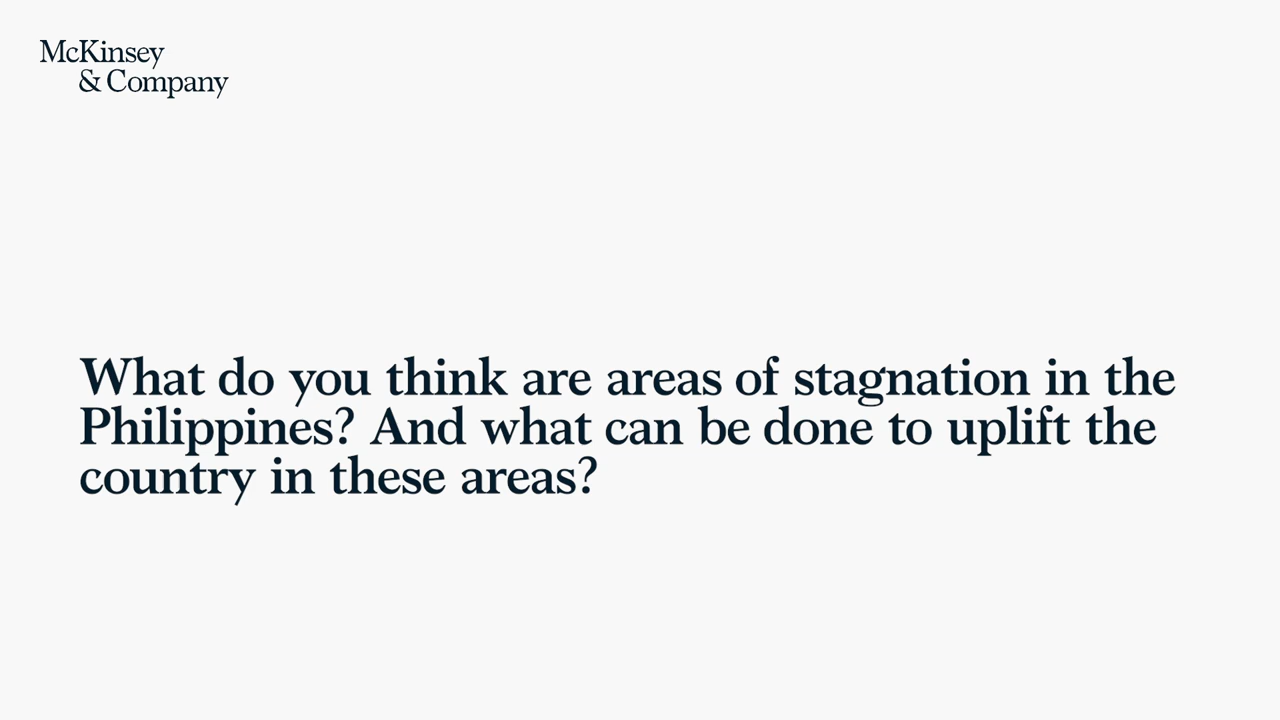 McKinsey
& Company
What do you think are areas of stagnation in the
Philippines? And what can be done to uplift the
country in these areas?